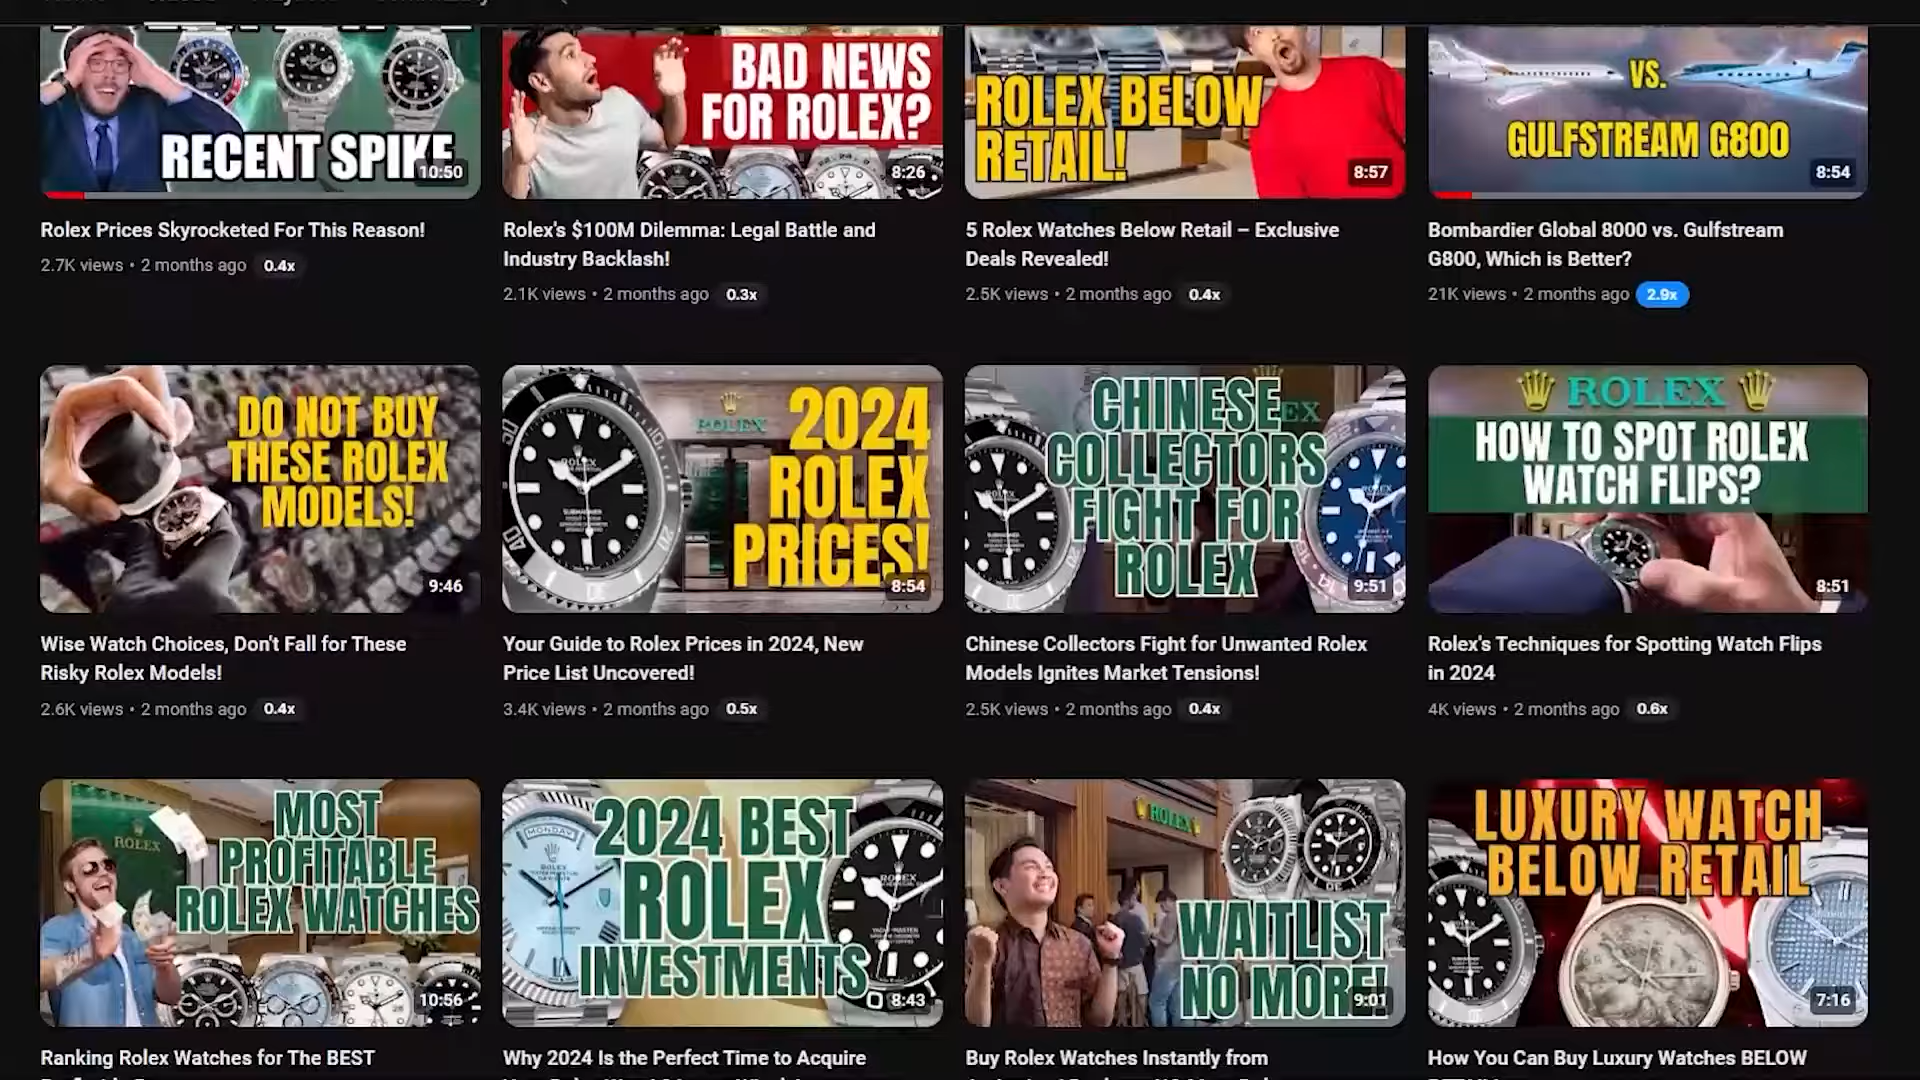 RECENT SPIKE
10:50
BAD NEWS
FOR ROLEX?
8:26
ROLEX BELOW
RETAIL!
8:57
VS.
GULFSTREAM G800
8:54
Rolex Prices Skyrocketed For This Reason!
2.7K views • 2 months ago 0.4x
Rolex's $100M Dilemma: Legal Battle and
Industry Backlash!
2.1K views • 2 months ago 0.3x
5 Rolex Watches Below Retail – Exclusive
Deals Revealed!
2.5K views • 2 months ago 0.4x
Bombardier Global 8000 vs. Gulfstream
G800, Which is Better?
21K views • 2 months ago 2.9x
DO NOT BUY
THESE ROLEX
MODELS!
9:46
ROLEX
2024
ROLEX
PRICES!
8:54
CHINESE
COLLECTORS
FIGHT FOR
ROLEX
9:51
ROLEX
HOW TO SPOT ROLEX
WATCH FLIPS?
8:51
Wise Watch Choices, Don't Fall for These
Risky Rolex Models!
2.6K views • 2 months ago 0.4x
Your Guide to Rolex Prices in 2024, New
Price List Uncovered!
3.4K views • 2 months ago 0.5x
Chinese Collectors Fight for Unwanted Rolex
Models Ignites Market Tensions!
2.5K views • 2 months ago 0.4x
Rolex's Techniques for Spotting Watch Flips
in 2024
4K views • 2 months ago 0.6x
ROLEX
MOST
PROFITABLE
ROLEX WATCHES
10:56
MONDAY
2024 BEST
ROLEX
INVESTMENTS
8:43
ROLEX
WAITLIST
NO MORE!
9:01
LUXURY WATCH
BELOW RETAIL
7:16
Ranking Rolex Watches for The BEST
Why 2024 Is the Perfect Time to Acquire
Buy Rolex Watches Instantly from
How You Can Buy Luxury Watches BELOW